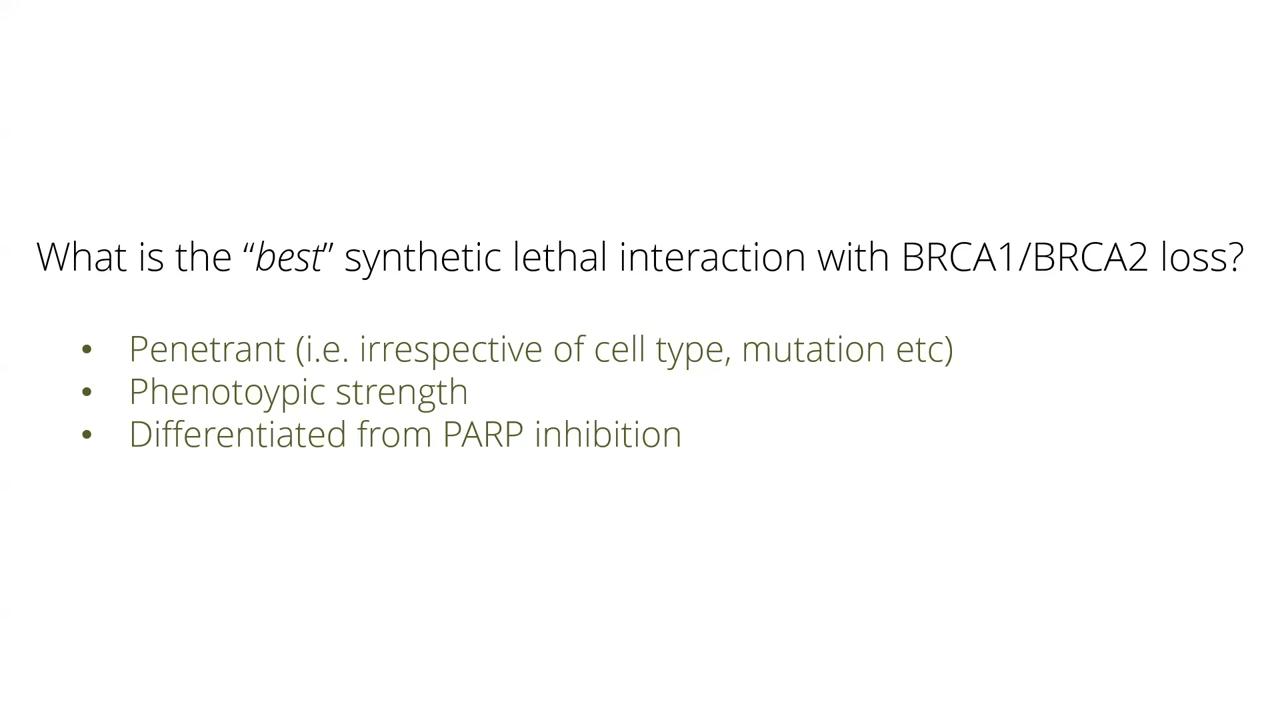 What is the “best” synthetic lethal interaction with BRCA1/BRCA2 loss?
• Penetrant (i.e. irrespective of cell type, mutation etc)
• Phenotoypic strength
• Differentiated from PARP inhibition